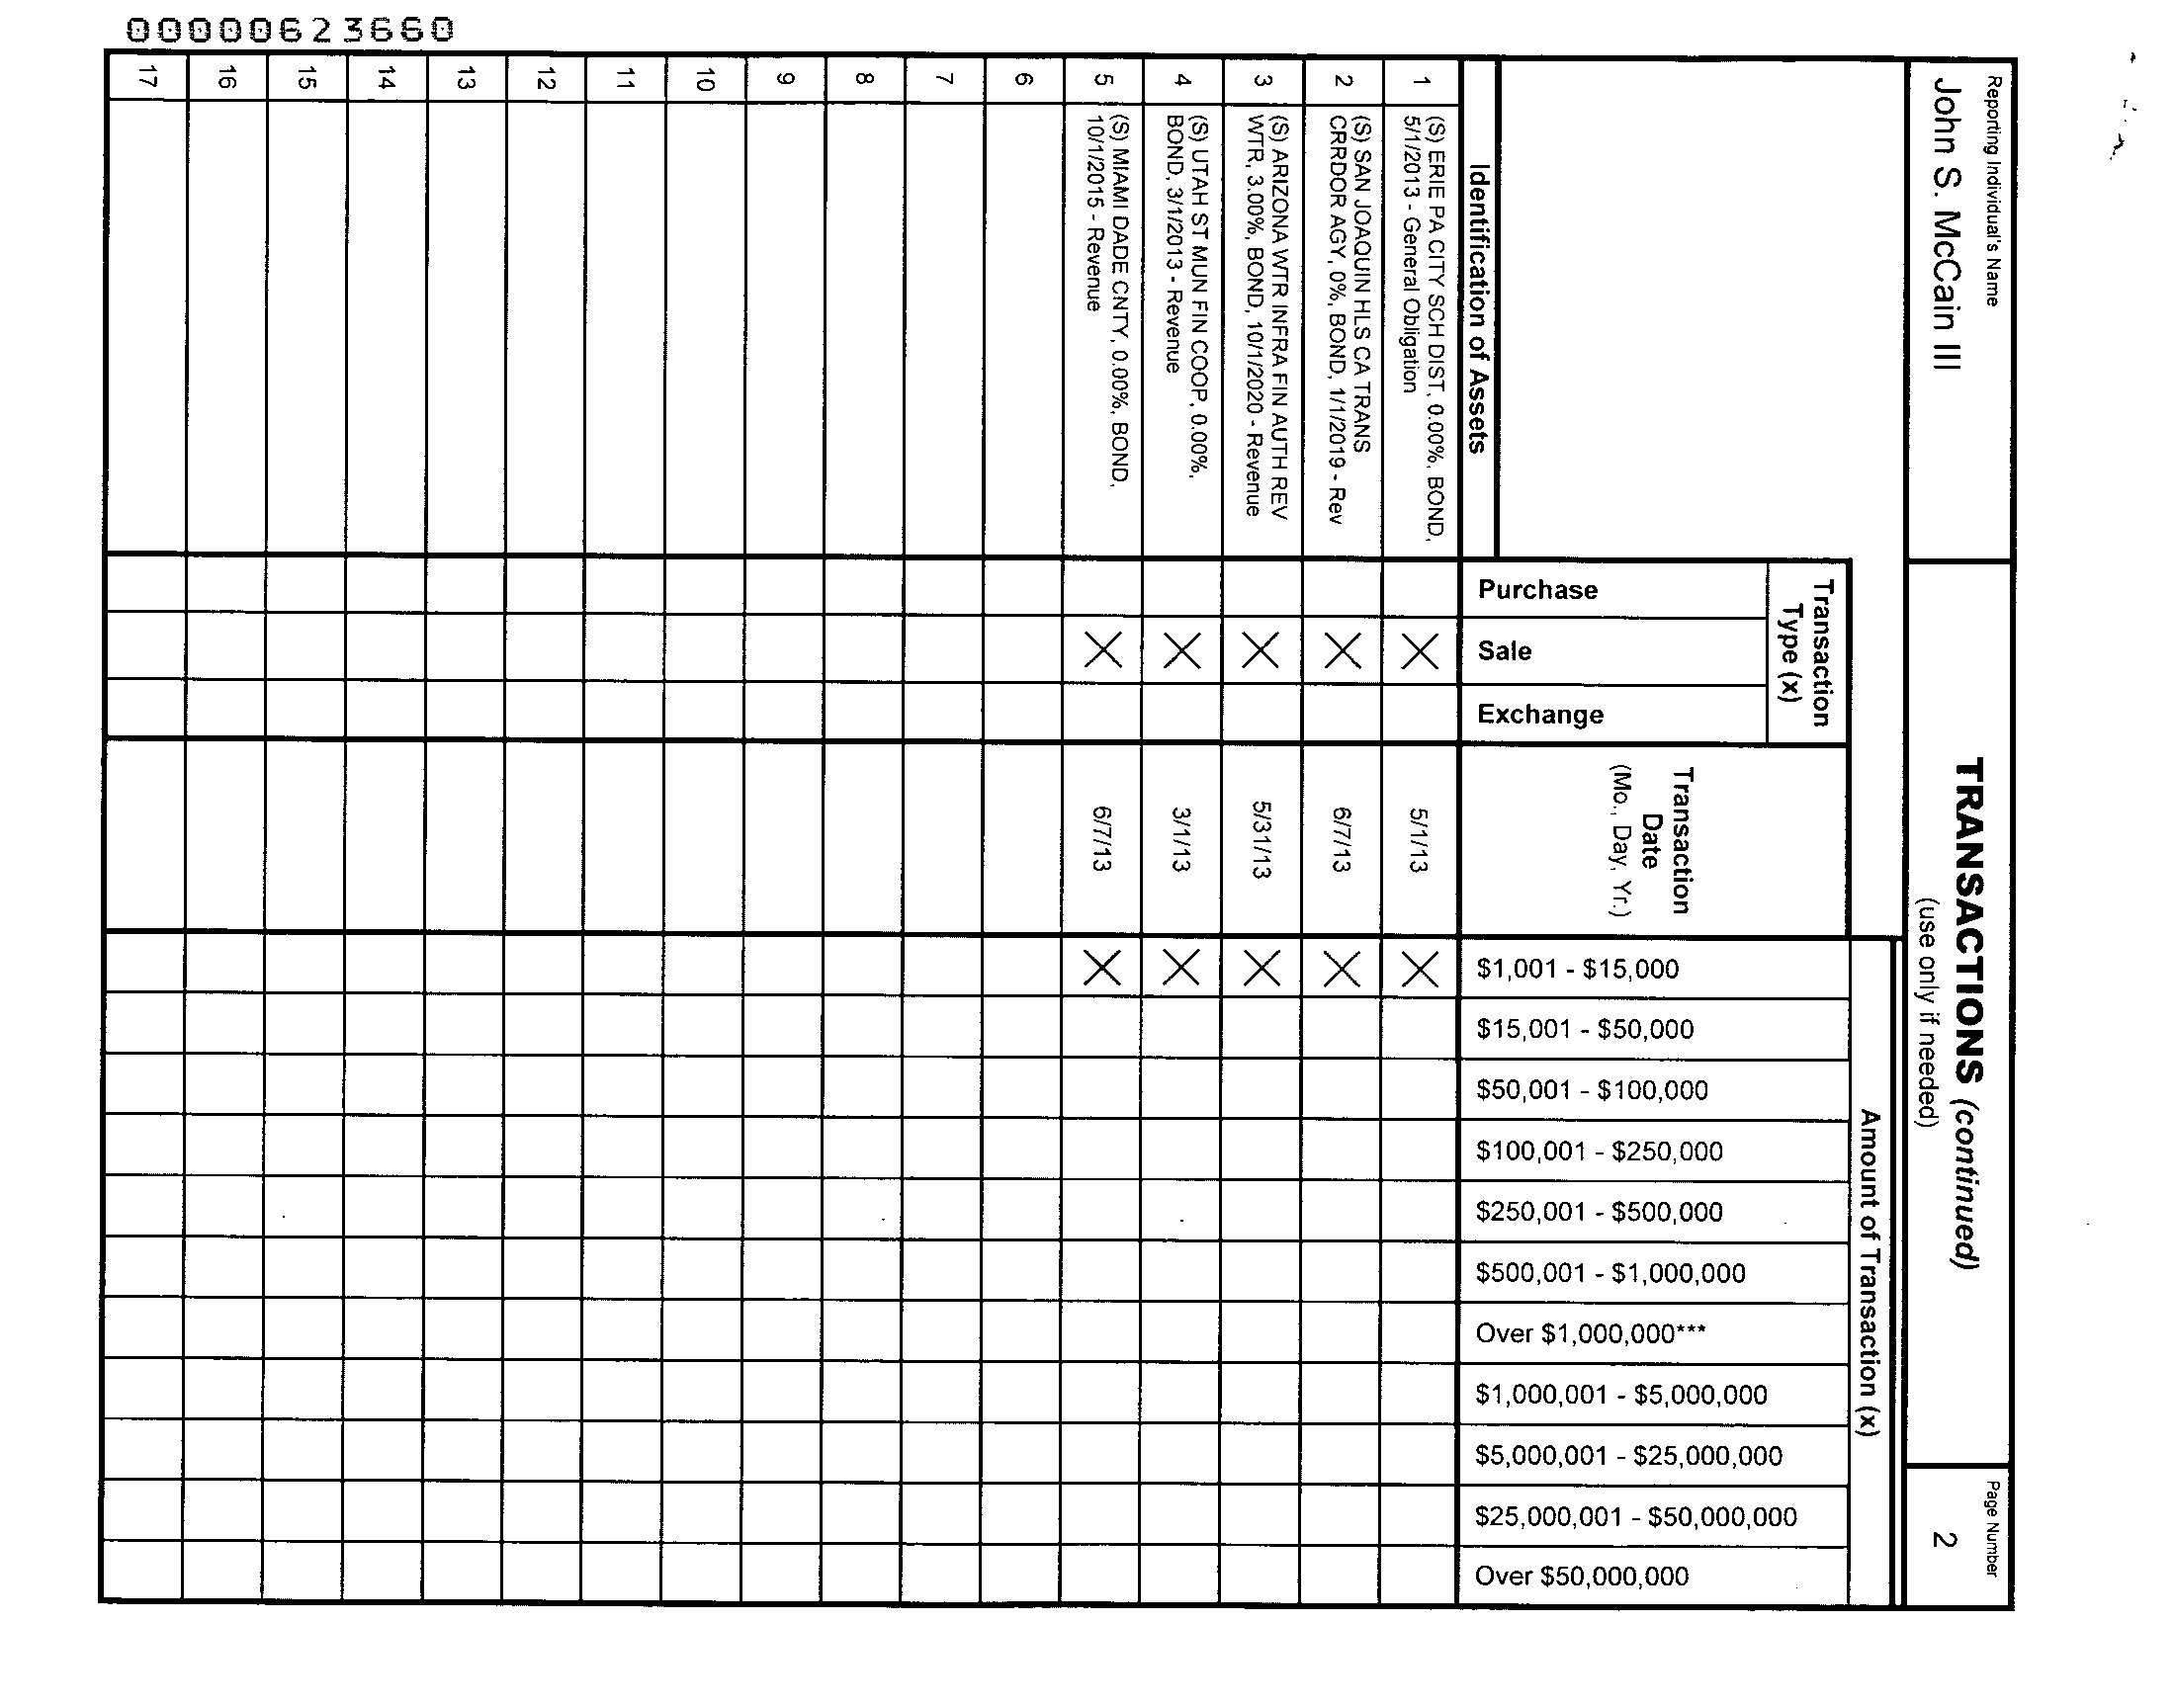 Reporting Individual's Name
John S. McCain III
TRANSACTIONS (continued)
(use only if needed)
Page Number
2
Transaction
Type (x)
Amount of Transaction (x)
Identification of Assets
Purchase
Sale
Exchange
Transaction
Date
(Mo., Day, Yr.)
$1,001 - $15,000
$15,001 - $50,000
$50,001 - $100,000
$100,001 - $250,000
$250,001 - $500,000
$500,001 - $1,000,000
Over $1,000,000***
$1,000,001 - $5,000,000
$5,000,001 - $25,000,000
$25,000,001 - $50,000,000
Over $50,000,000
1 (S) ERIE PA CITY SCH DIST, 0.00%, BOND,
5/1/2013 - General Obligation X 5/1/13 X
2 (S) SAN JOAQUIN HLS CA TRANS
CRRDOR AGY, 0%, BOND, 1/1/2019 - Rev X 6/7/13 X
3 (S) ARIZONA WTR INFRA FIN AUTH REV
WTR, 3.00%, BOND, 10/1/2020 - Revenue X 5/31/13 X
4 (S) UTAH ST MUN FIN COOP, 0.00%,
BOND, 3/1/2013 - Revenue X 3/1/13 X
5 (S) MIAMI DADE CNTY, 0.00%, BOND,
10/1/2015 - Revenue X 6/7/13 X
6
7
8
9
10
11
12
13
14
15
16
17
00000623660